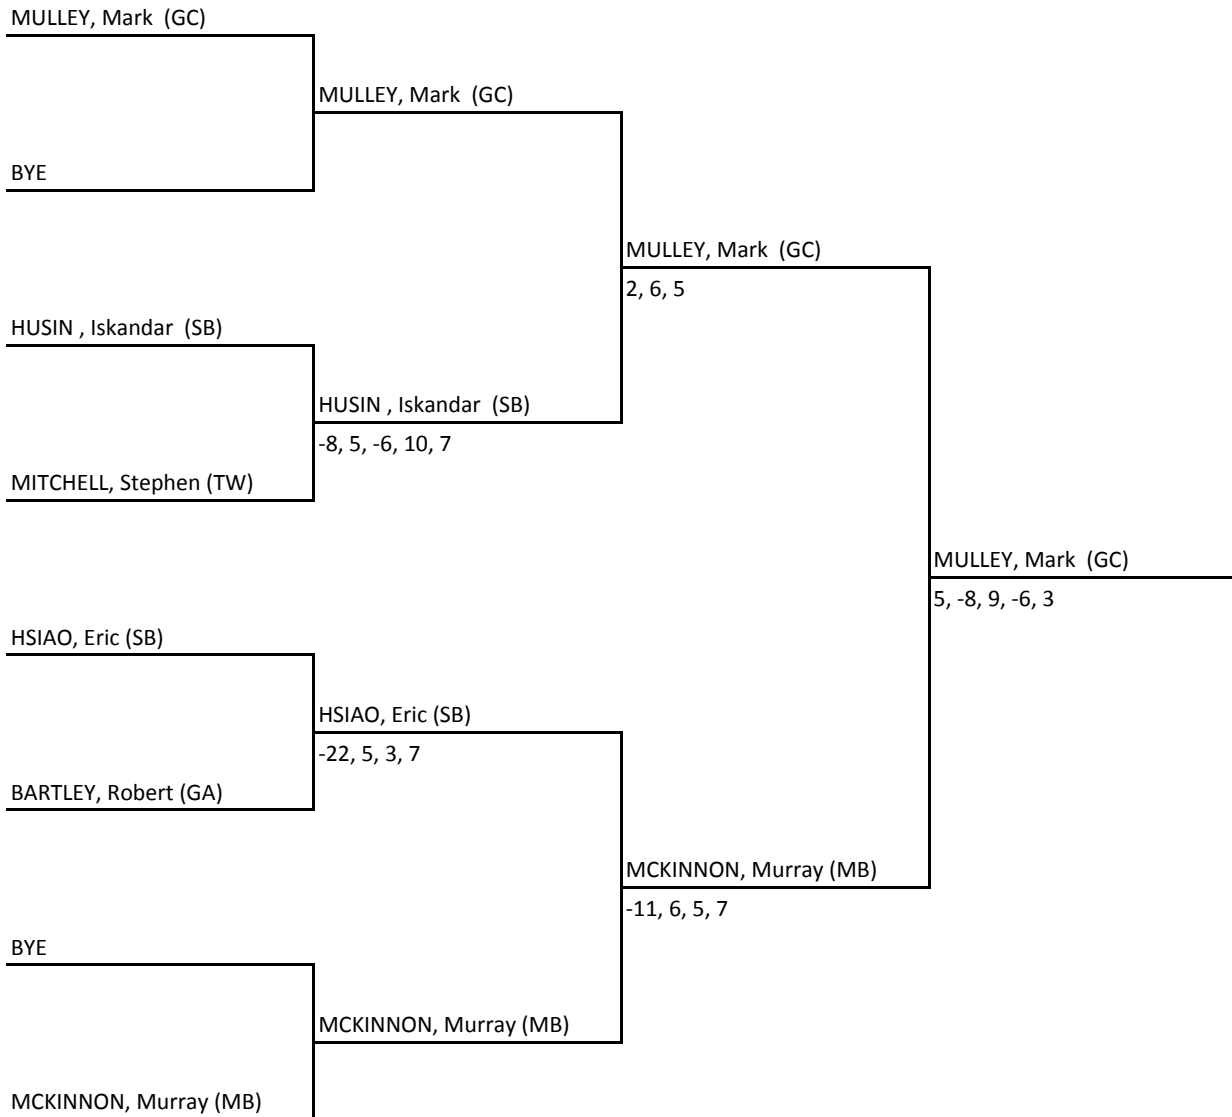 MULLEY, Mark  (GC)
MULLEY, Mark  (GC)
BYE
MULLEY, Mark  (GC)
2, 6, 5
HUSIN , Iskandar  (SB)
HUSIN , Iskandar  (SB)
-8, 5, -6, 10, 7
MITCHELL, Stephen (TW)
MULLEY, Mark  (GC)
5, -8, 9, -6, 3
HSIAO, Eric (SB)
HSIAO, Eric (SB)
-22, 5, 3, 7
BARTLEY, Robert (GA)
MCKINNON, Murray (MB)
-11, 6, 5, 7
BYE
MCKINNON, Murray (MB)
MCKINNON, Murray (MB)